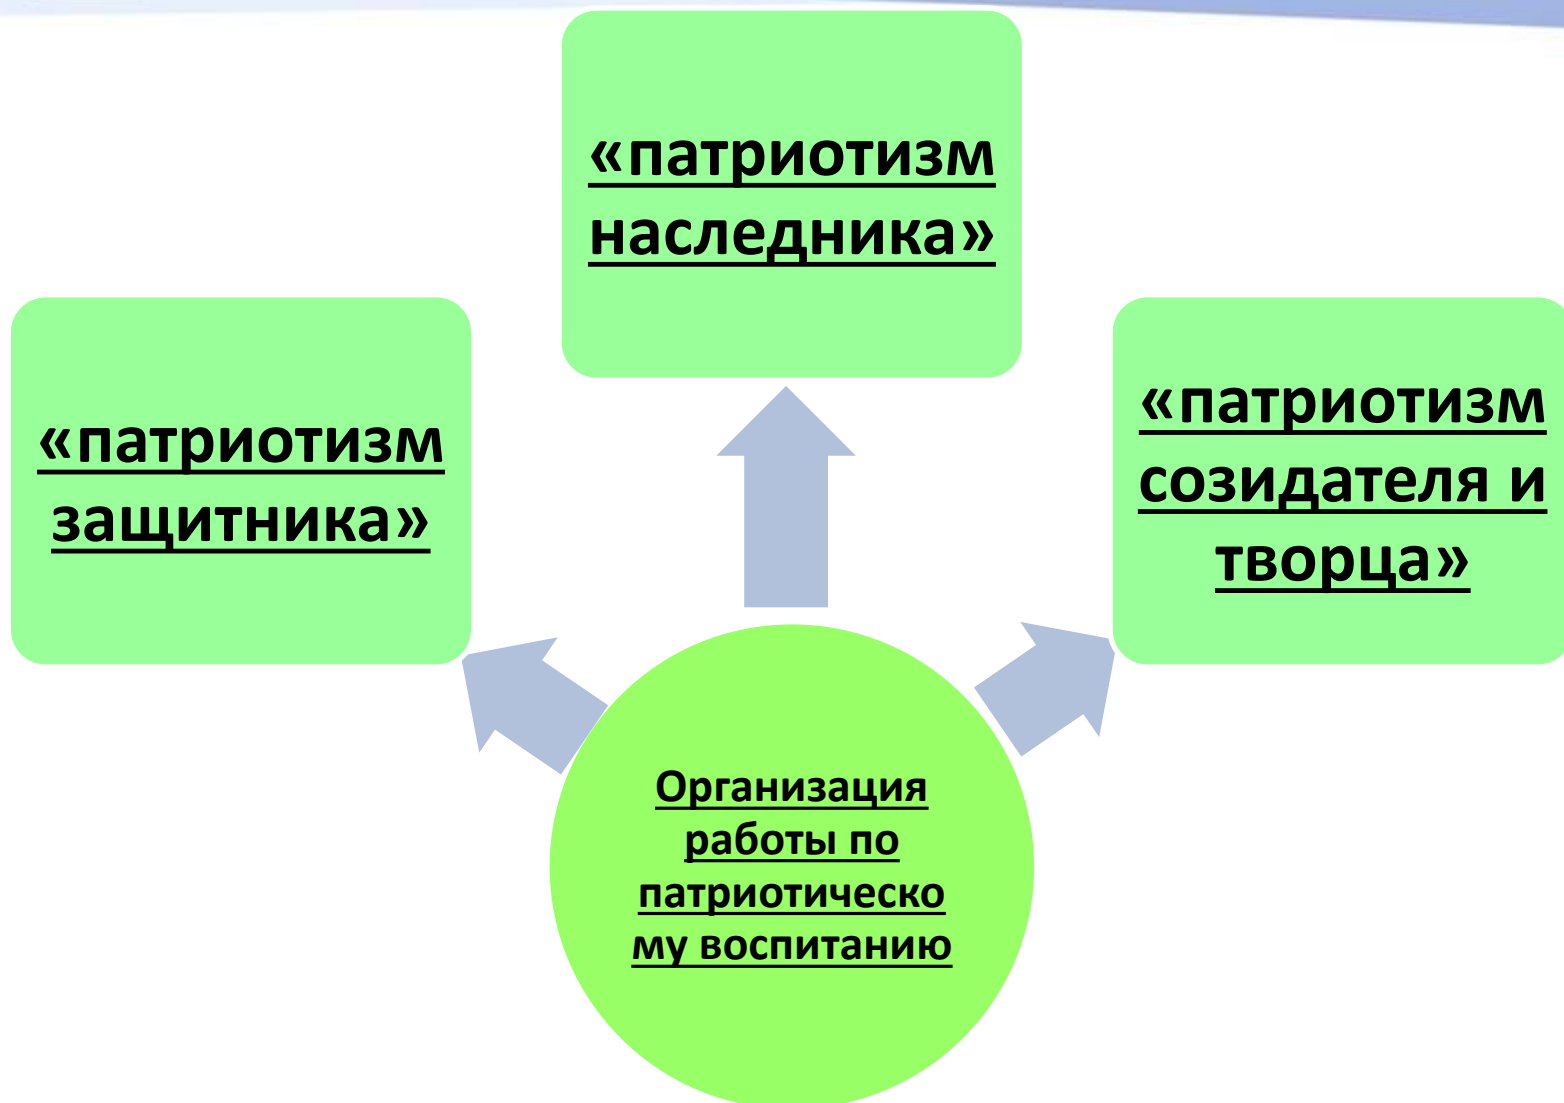 «патриотизм
наследника»
«патриотизм
защитника»
«патриотизм
созидателя и
творца»
Организация
работы по
патриотическо
му воспитанию